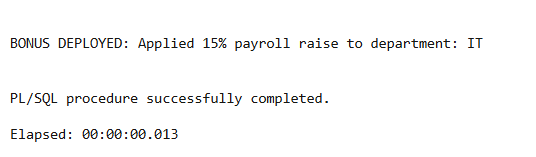 BONUS DEPLOYED: Applied 15% payroll raise to department: IT
PL/SQL procedure successfully completed.
Elapsed: 00:00:00.013